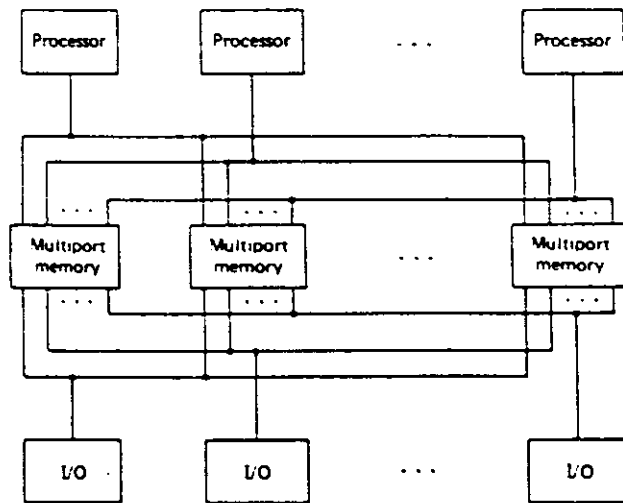 Processor
Processor
. . .
Processor
. . .
. . .
. . .
Multiport
memory
Multiport
memory
. . .
Multiport
memory
. . .
. . .
. . .
I/O
I/O
. . .
I/O